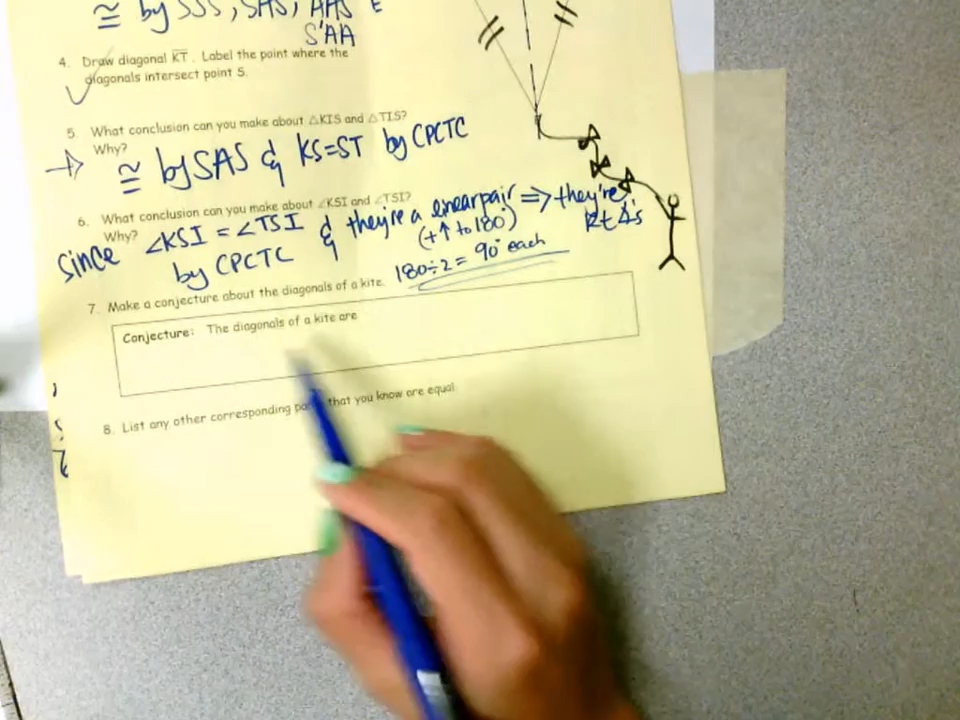 ≅ by SSS, SAS, AAS
S'AA
4. Draw diagonal KT. Label the point where the
diagonals intersect point S.
5. What conclusion can you make about △KIS and △TIS?
Why?
≅ by SAS & KS=ST by CPCTC
6. What conclusion can you make about ∠KSI and ∠TSI?
Why?
since ∠KSI = ∠TSI & they're a linear pair => they're
by CPCTC (+↑ to 180°) Rt ∆'s
180÷2 = 90° each
7. Make a conjecture about the diagonals of a kite.
Conjecture: The diagonals of a kite are
8. List any other corresponding that you know are equal.